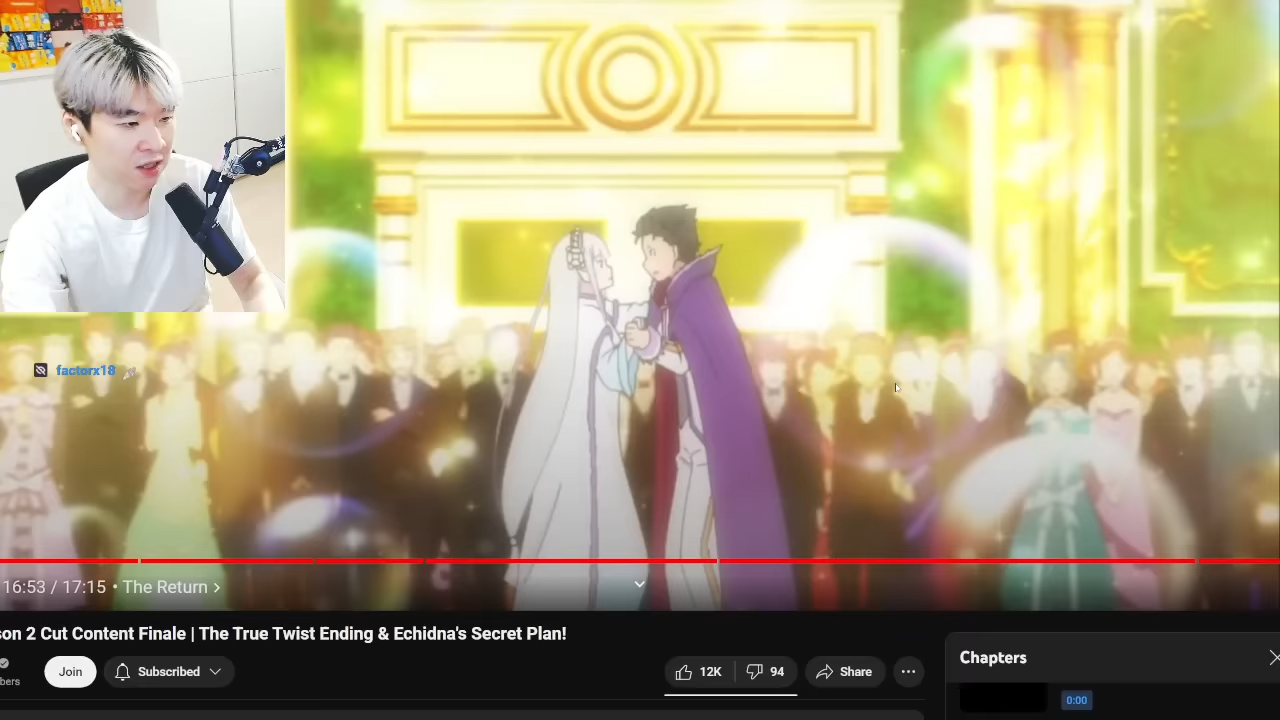 factorx18
16:53 / 17:15 • The Return >
son 2 Cut Content Finale | The True Twist Ending & Echidna's Secret Plan!
bers
Join
Subscribed
12K
94
Share
Chapters
0:00